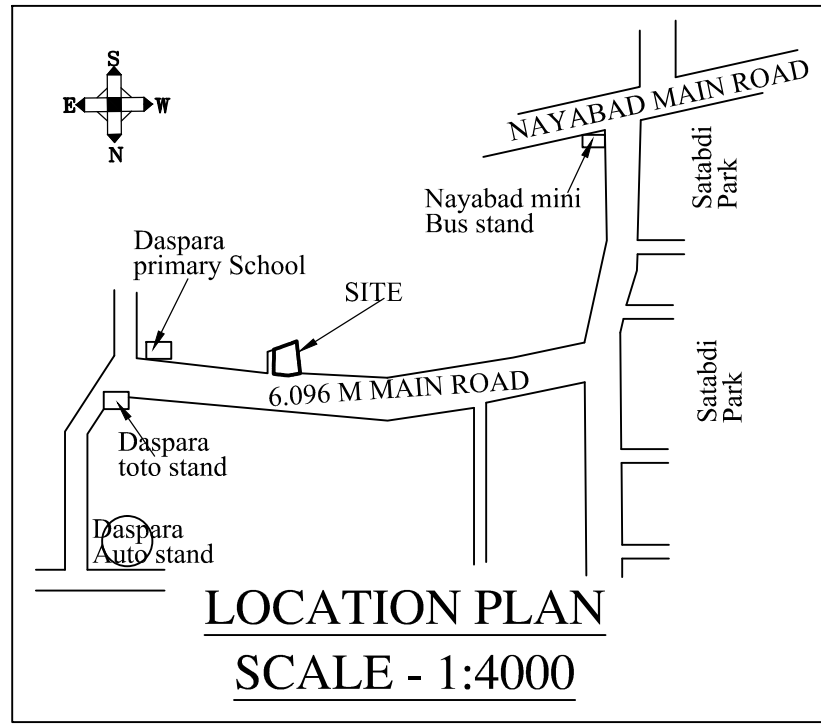 S
E W
N
NAYABAD MAIN ROAD
Satabdi
Park
Nayabad mini
Bus stand
Daspara
primary School
SITE
6.096 M MAIN ROAD
Satabdi
Park
Daspara
toto stand
Daspara
Auto stand
LOCATION PLAN
SCALE - 1:4000